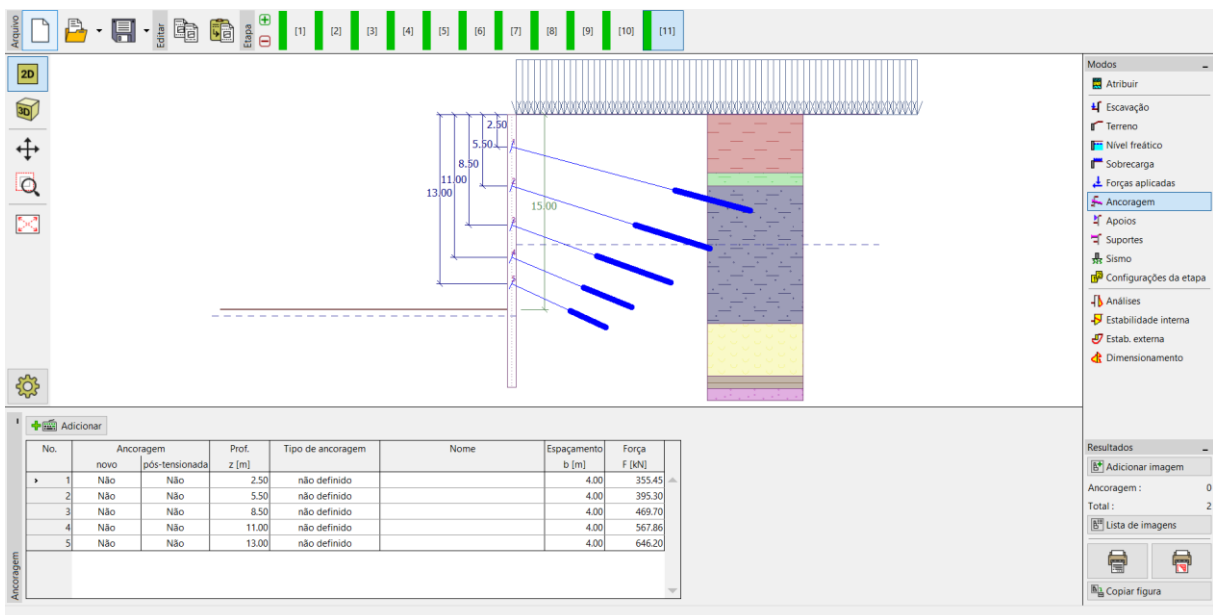 Arquivo
Editar
Etapa
[1] [2] [3] [4] [5] [6] [7] [8] [9] [10] [11]
2D
3D
2.50
5.50
8.50
11.00
13.00
15.00
1
2
3
4
5
Modos
Atribuir
Escavação
Terreno
Nível freático
Sobrecarga
Forças aplicadas
Ancoragem
Apoios
Suportes
Sismo
Configurações da etapa
Análises
Estabilidade interna
Estab. externa
Dimensionamento
Ancoragem
Adicionar
No. Ancoragem Prof. Tipo de ancoragem Nome Espaçamento Força
novo pós-tensionada z [m] b [m] F [kN]
1 Não Não 2.50 não definido 4.00 355.45
2 Não Não 5.50 não definido 4.00 395.30
3 Não Não 8.50 não definido 4.00 469.70
4 Não Não 11.00 não definido 4.00 567.86
5 Não Não 13.00 não definido 4.00 646.20
Resultados
Adicionar imagem
Ancoragem : 0
Total : 2
Lista de imagens
Copiar figura